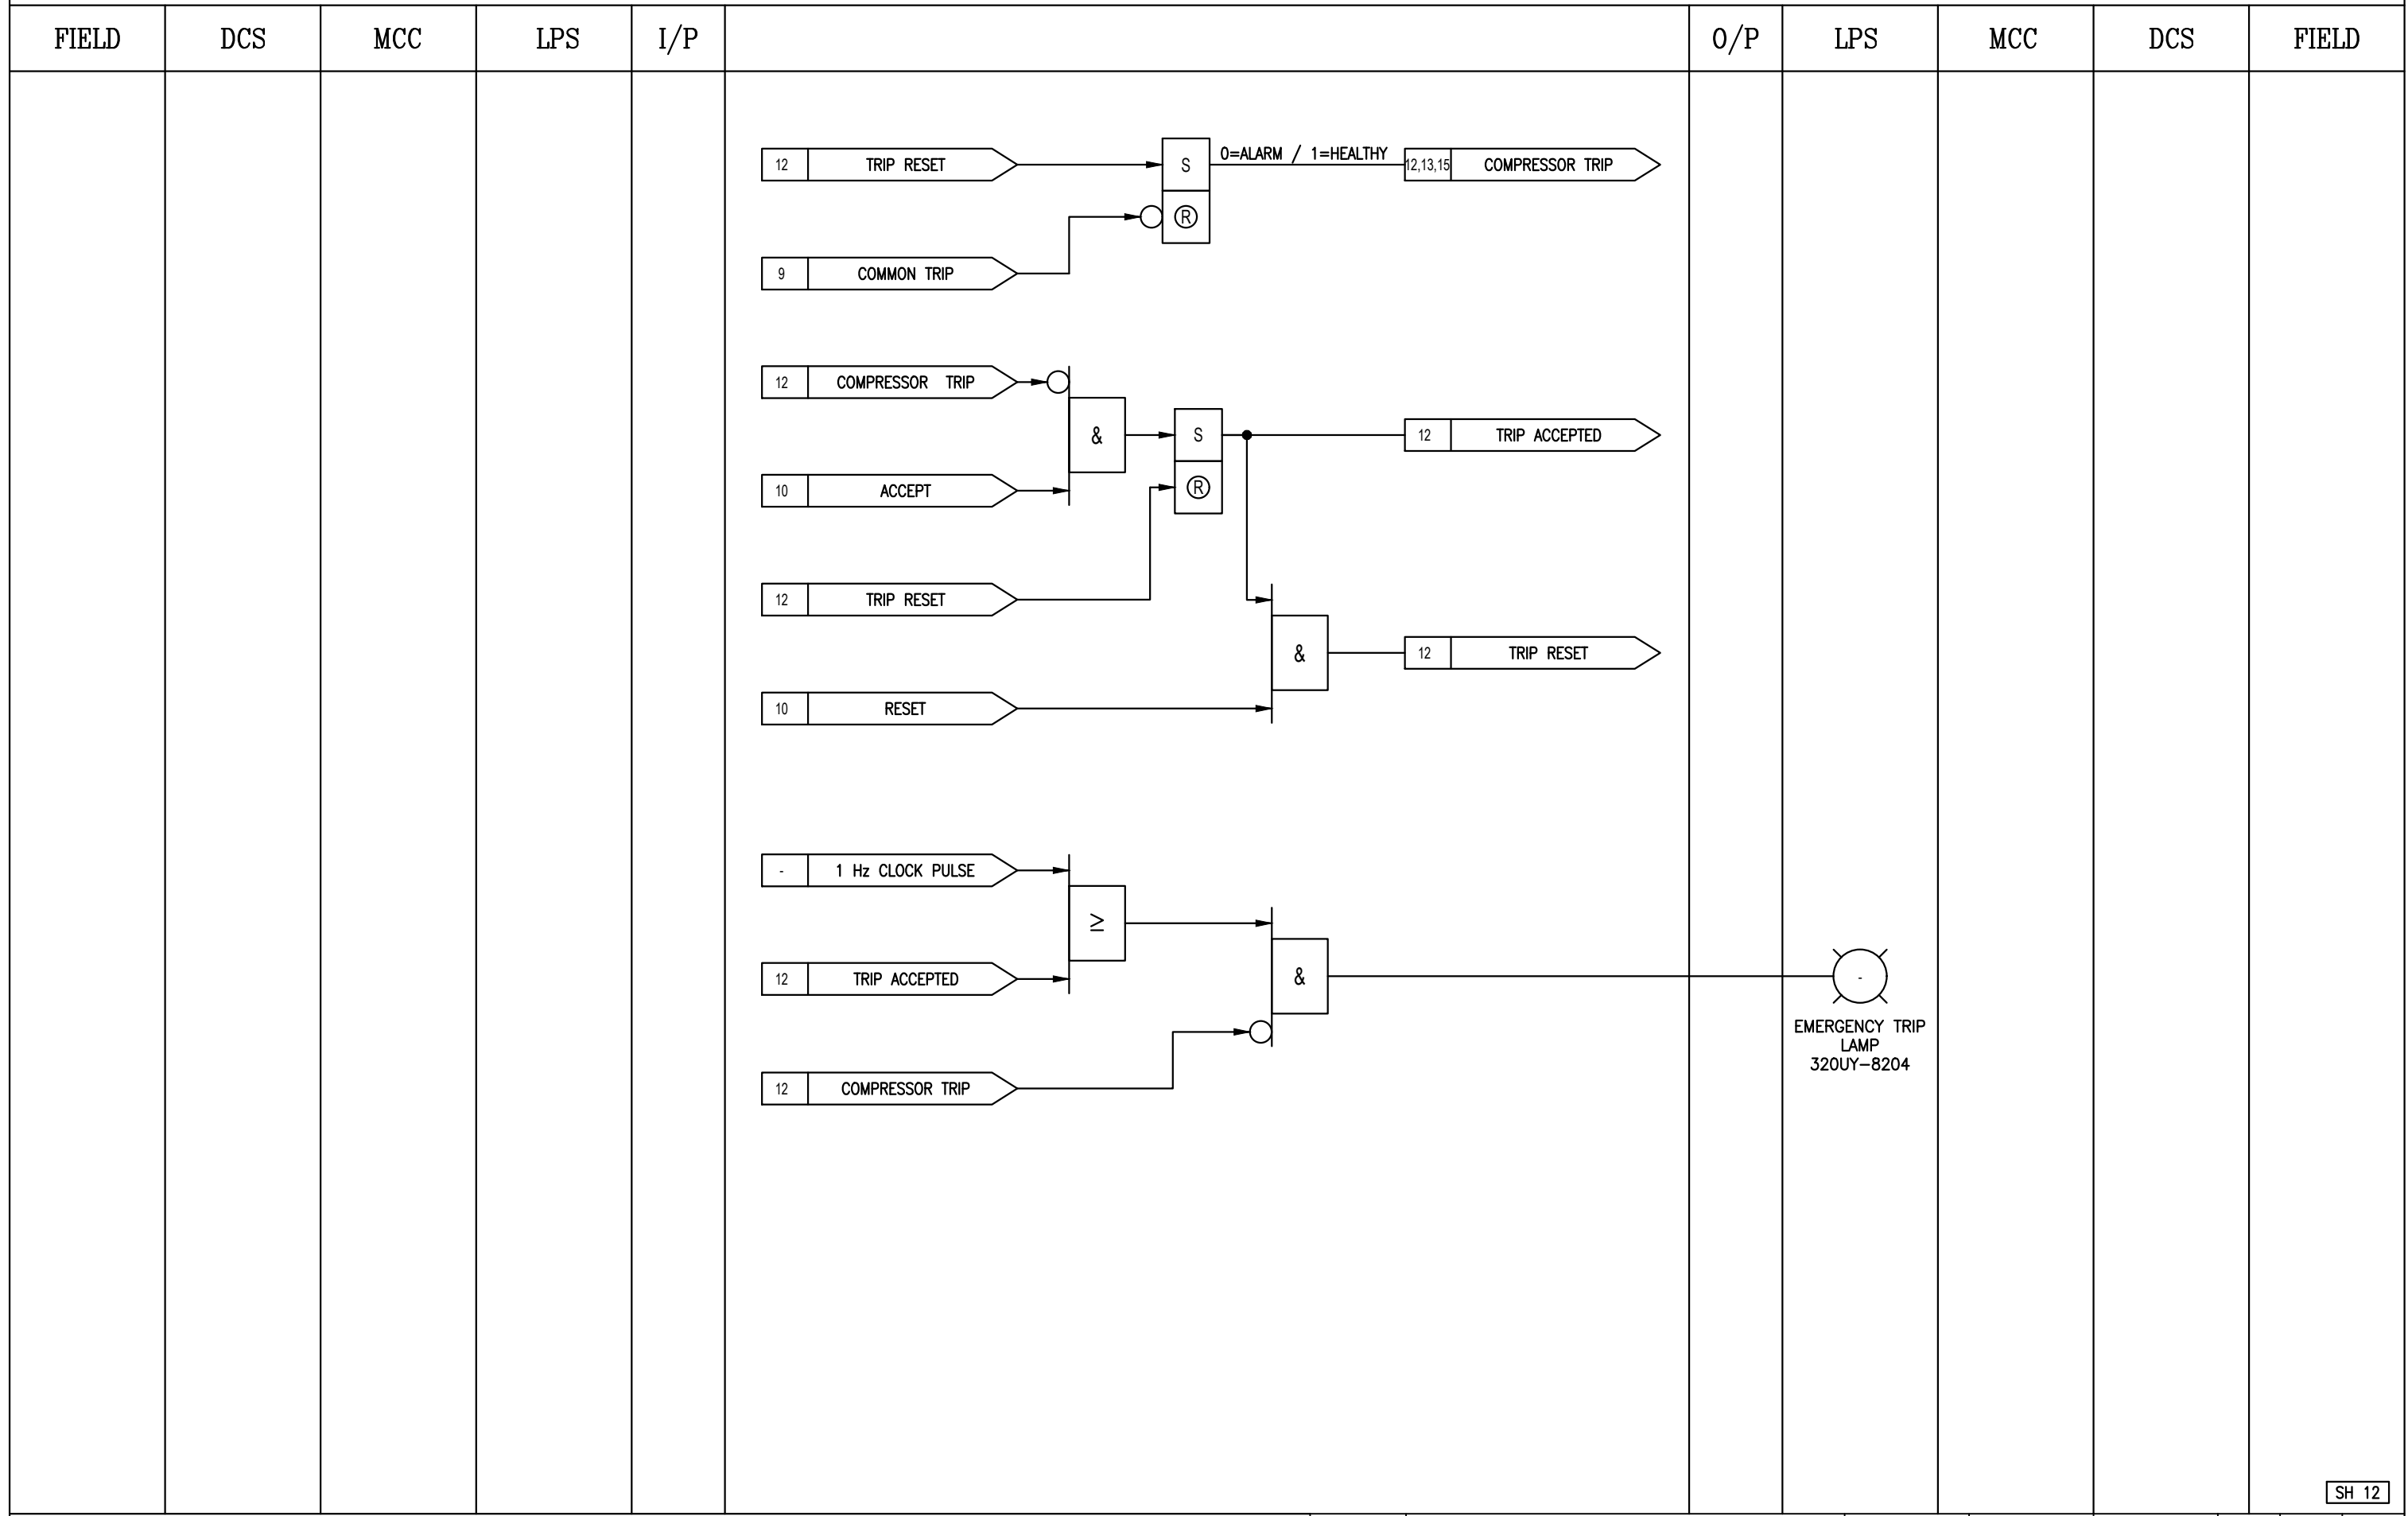 FIELD DCS MCC LPS I/P O/P LPS MCC DCS FIELD
12 TRIP RESET S 0=ALARM / 1=HEALTHY 12,13,15 COMPRESSOR TRIP
R
9 COMMON TRIP
12 COMPRESSOR TRIP
& S 12 TRIP ACCEPTED
10 ACCEPT R
12 TRIP RESET
& 12 TRIP RESET
10 RESET
- 1 Hz CLOCK PULSE
≥
12 TRIP ACCEPTED & -
EMERGENCY TRIP
LAMP
320UY-8204
12 COMPRESSOR TRIP
SH 12